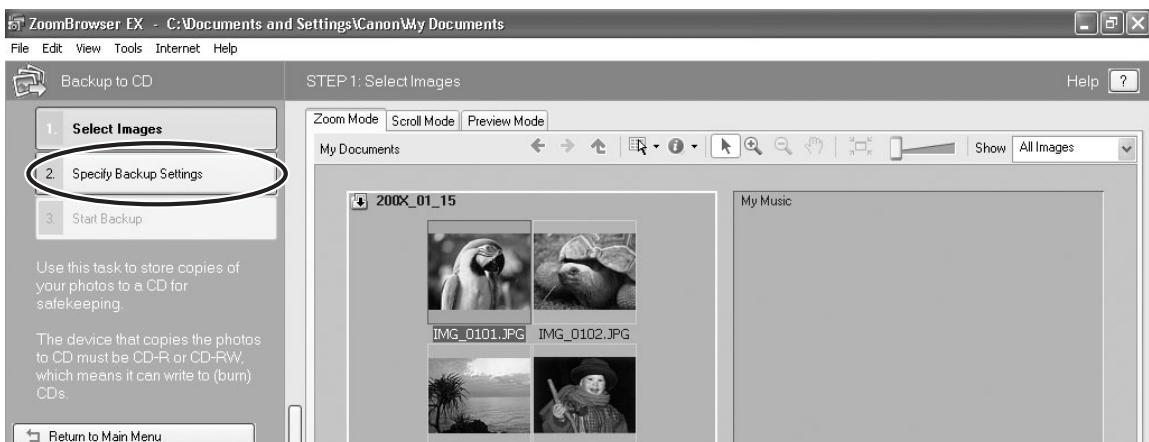 ZoomBrowser EX - C:\Documents and Settings\Canon\My Documents
File Edit View Tools Internet Help
Backup to CD
STEP 1: Select Images
Help ?
1. Select Images
2. Specify Backup Settings
3. Start Backup
Use this task to store copies of
your photos to a CD for
safekeeping.
The device that copies the photos
to CD must be CD-R or CD-RW,
which means it can write to (burn)
CDs.
Return to Main Menu
Zoom Mode Scroll Mode Preview Mode
My Documents
Show All Images
200X_01_15
IMG_0101.JPG IMG_0102.JPG
My Music